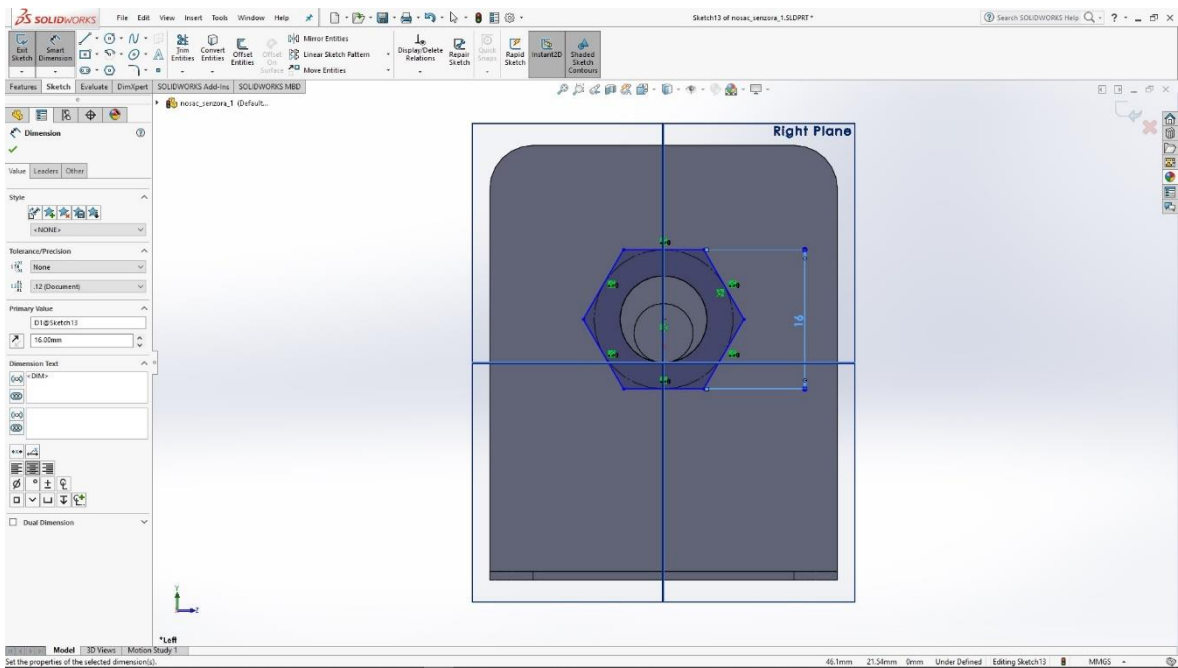 SOLIDWORKS File Edit View Insert Tools Window Help Sketch13 of nosac_senzora_1.SLDPRT * Search SOLIDWORKS Help
Exit Sketch
Smart Dimension
Trim Entities
Convert Entities
Offset Entities
Offset On Surface
Mirror Entities
Linear Sketch Pattern
Move Entities
Display/Delete Relations
Repair Sketch
Quick Snaps
Rapid Sketch
Instant2D
Shaded Sketch Contours
Features Sketch Evaluate DimXpert SOLIDWORKS Add-Ins SOLIDWORKS MBD
nosac_senzora_1 (Default...
Dimension
Value Leaders Other
Style
<NONE>
Tolerance/Precision
None
.12 (Document)
Primary Value
D1@Sketch13
16.00mm
Dimension Text
<DIM>
Dual Dimension
Right Plane
16
Y
Z
*Left
Model 3D Views Motion Study 1
Set the properties of the selected dimension(s). 46.1mm 21.54mm 0mm Under Defined Editing Sketch13 MMGS